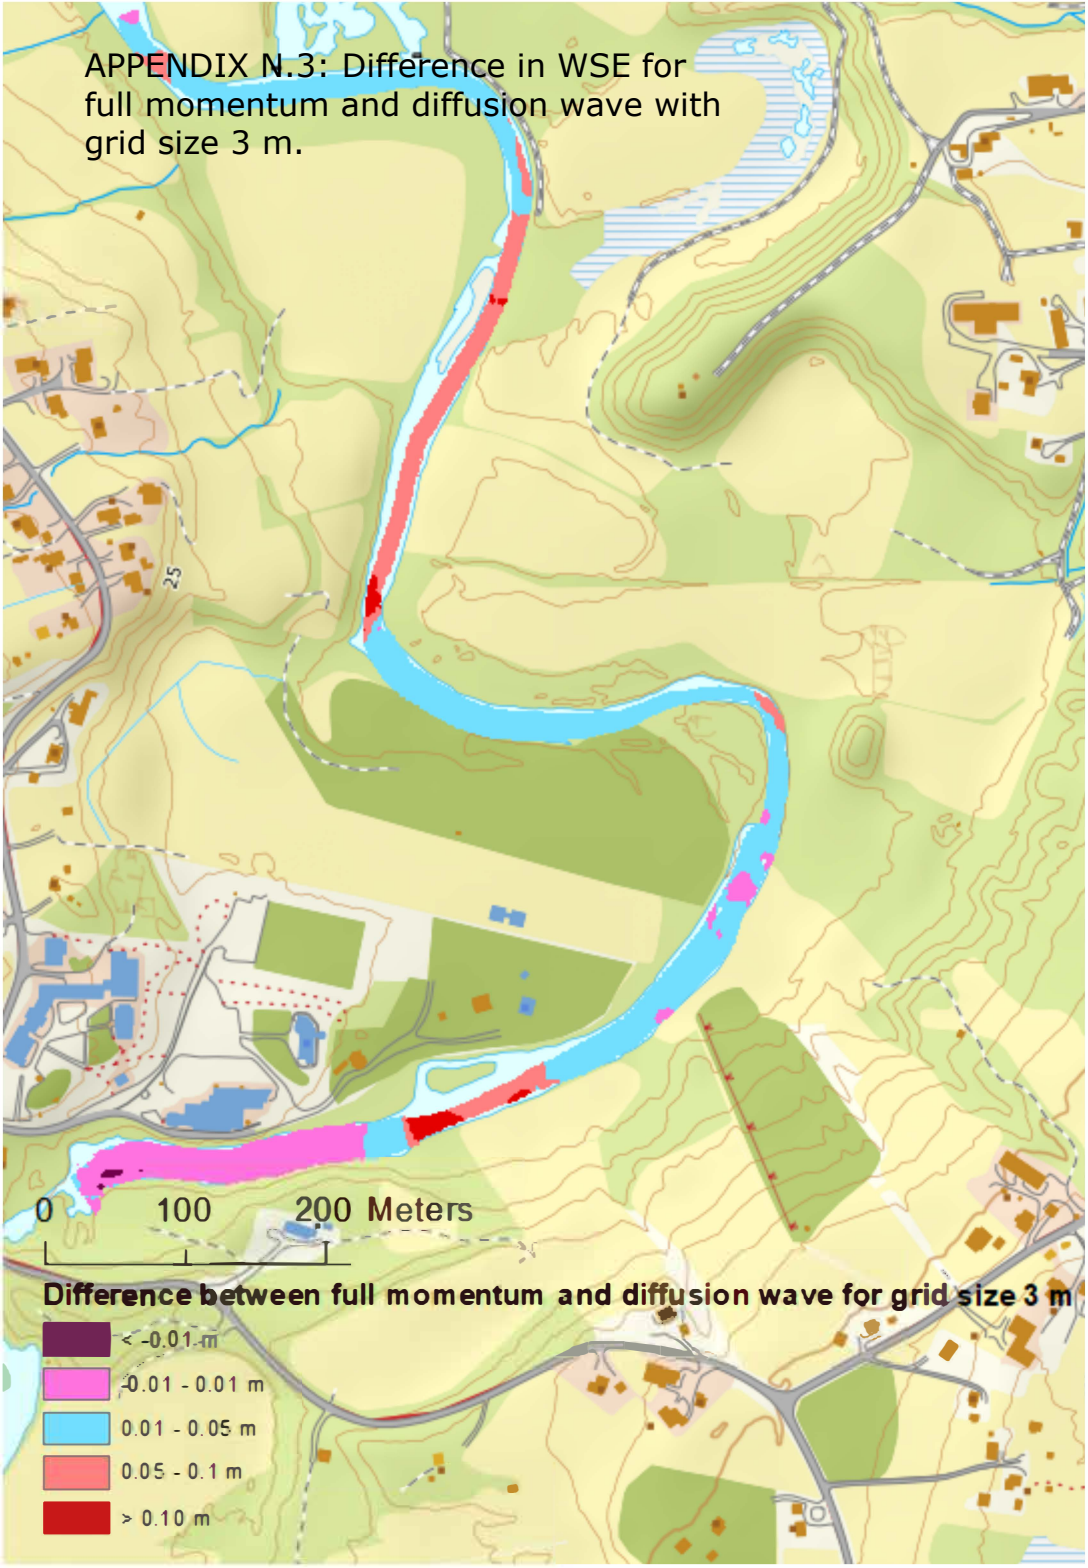 APPENDIX N.3: Difference in WSE for
full momentum and diffusion wave with
grid size 3 m.
25
0 100 200 Meters
Difference between full momentum and diffusion wave for grid size 3 m
< -0.01 m
-0.01 - 0.01 m
0.01 - 0.05 m
0.05 - 0.1 m
> 0.10 m